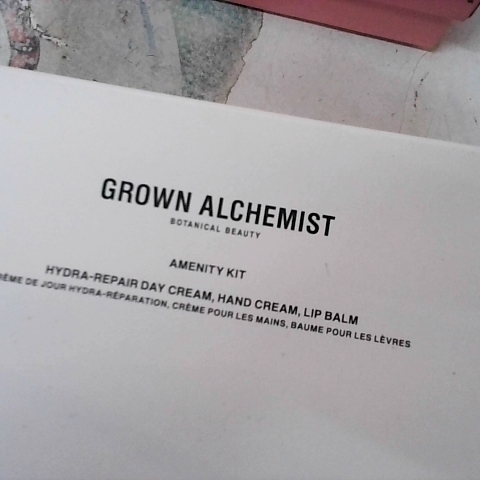 GROWN ALCHEMIST
BOTANICAL BEAUTY
AMENITY KIT
HYDRA-REPAIR DAY CREAM, HAND CREAM, LIP BALM
DE JOUR HYDRA-RÉPARATION, CRÈME POUR LES MAINS, BAUME POUR LES LÈVRES